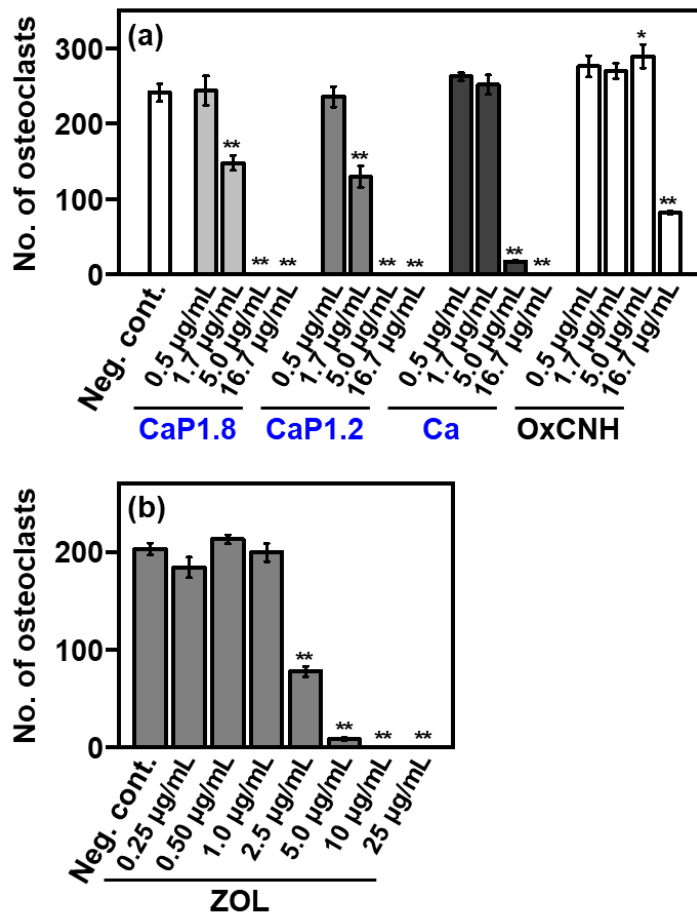 (a)
No. of osteoclasts
300
200
100
0
*
**
**
**
** **
** **
**
**
Neg. cont.
0.5 µg/mL
1.7 µg/mL
5.0 µg/mL
16.7 µg/mL
0.5 µg/mL
1.7 µg/mL
5.0 µg/mL
16.7 µg/mL
0.5 µg/mL
1.7 µg/mL
5.0 µg/mL
16.7 µg/mL
0.5 µg/mL
1.7 µg/mL
5.0 µg/mL
16.7 µg/mL
CaP1.8 CaP1.2 Ca OxCNH
(b)
No. of osteoclasts
200
100
0
**
**
** **
Neg. cont.
0.25 µg/mL
0.50 µg/mL
1.0 µg/mL
2.5 µg/mL
5.0 µg/mL
10 µg/mL
25 µg/mL
ZOL